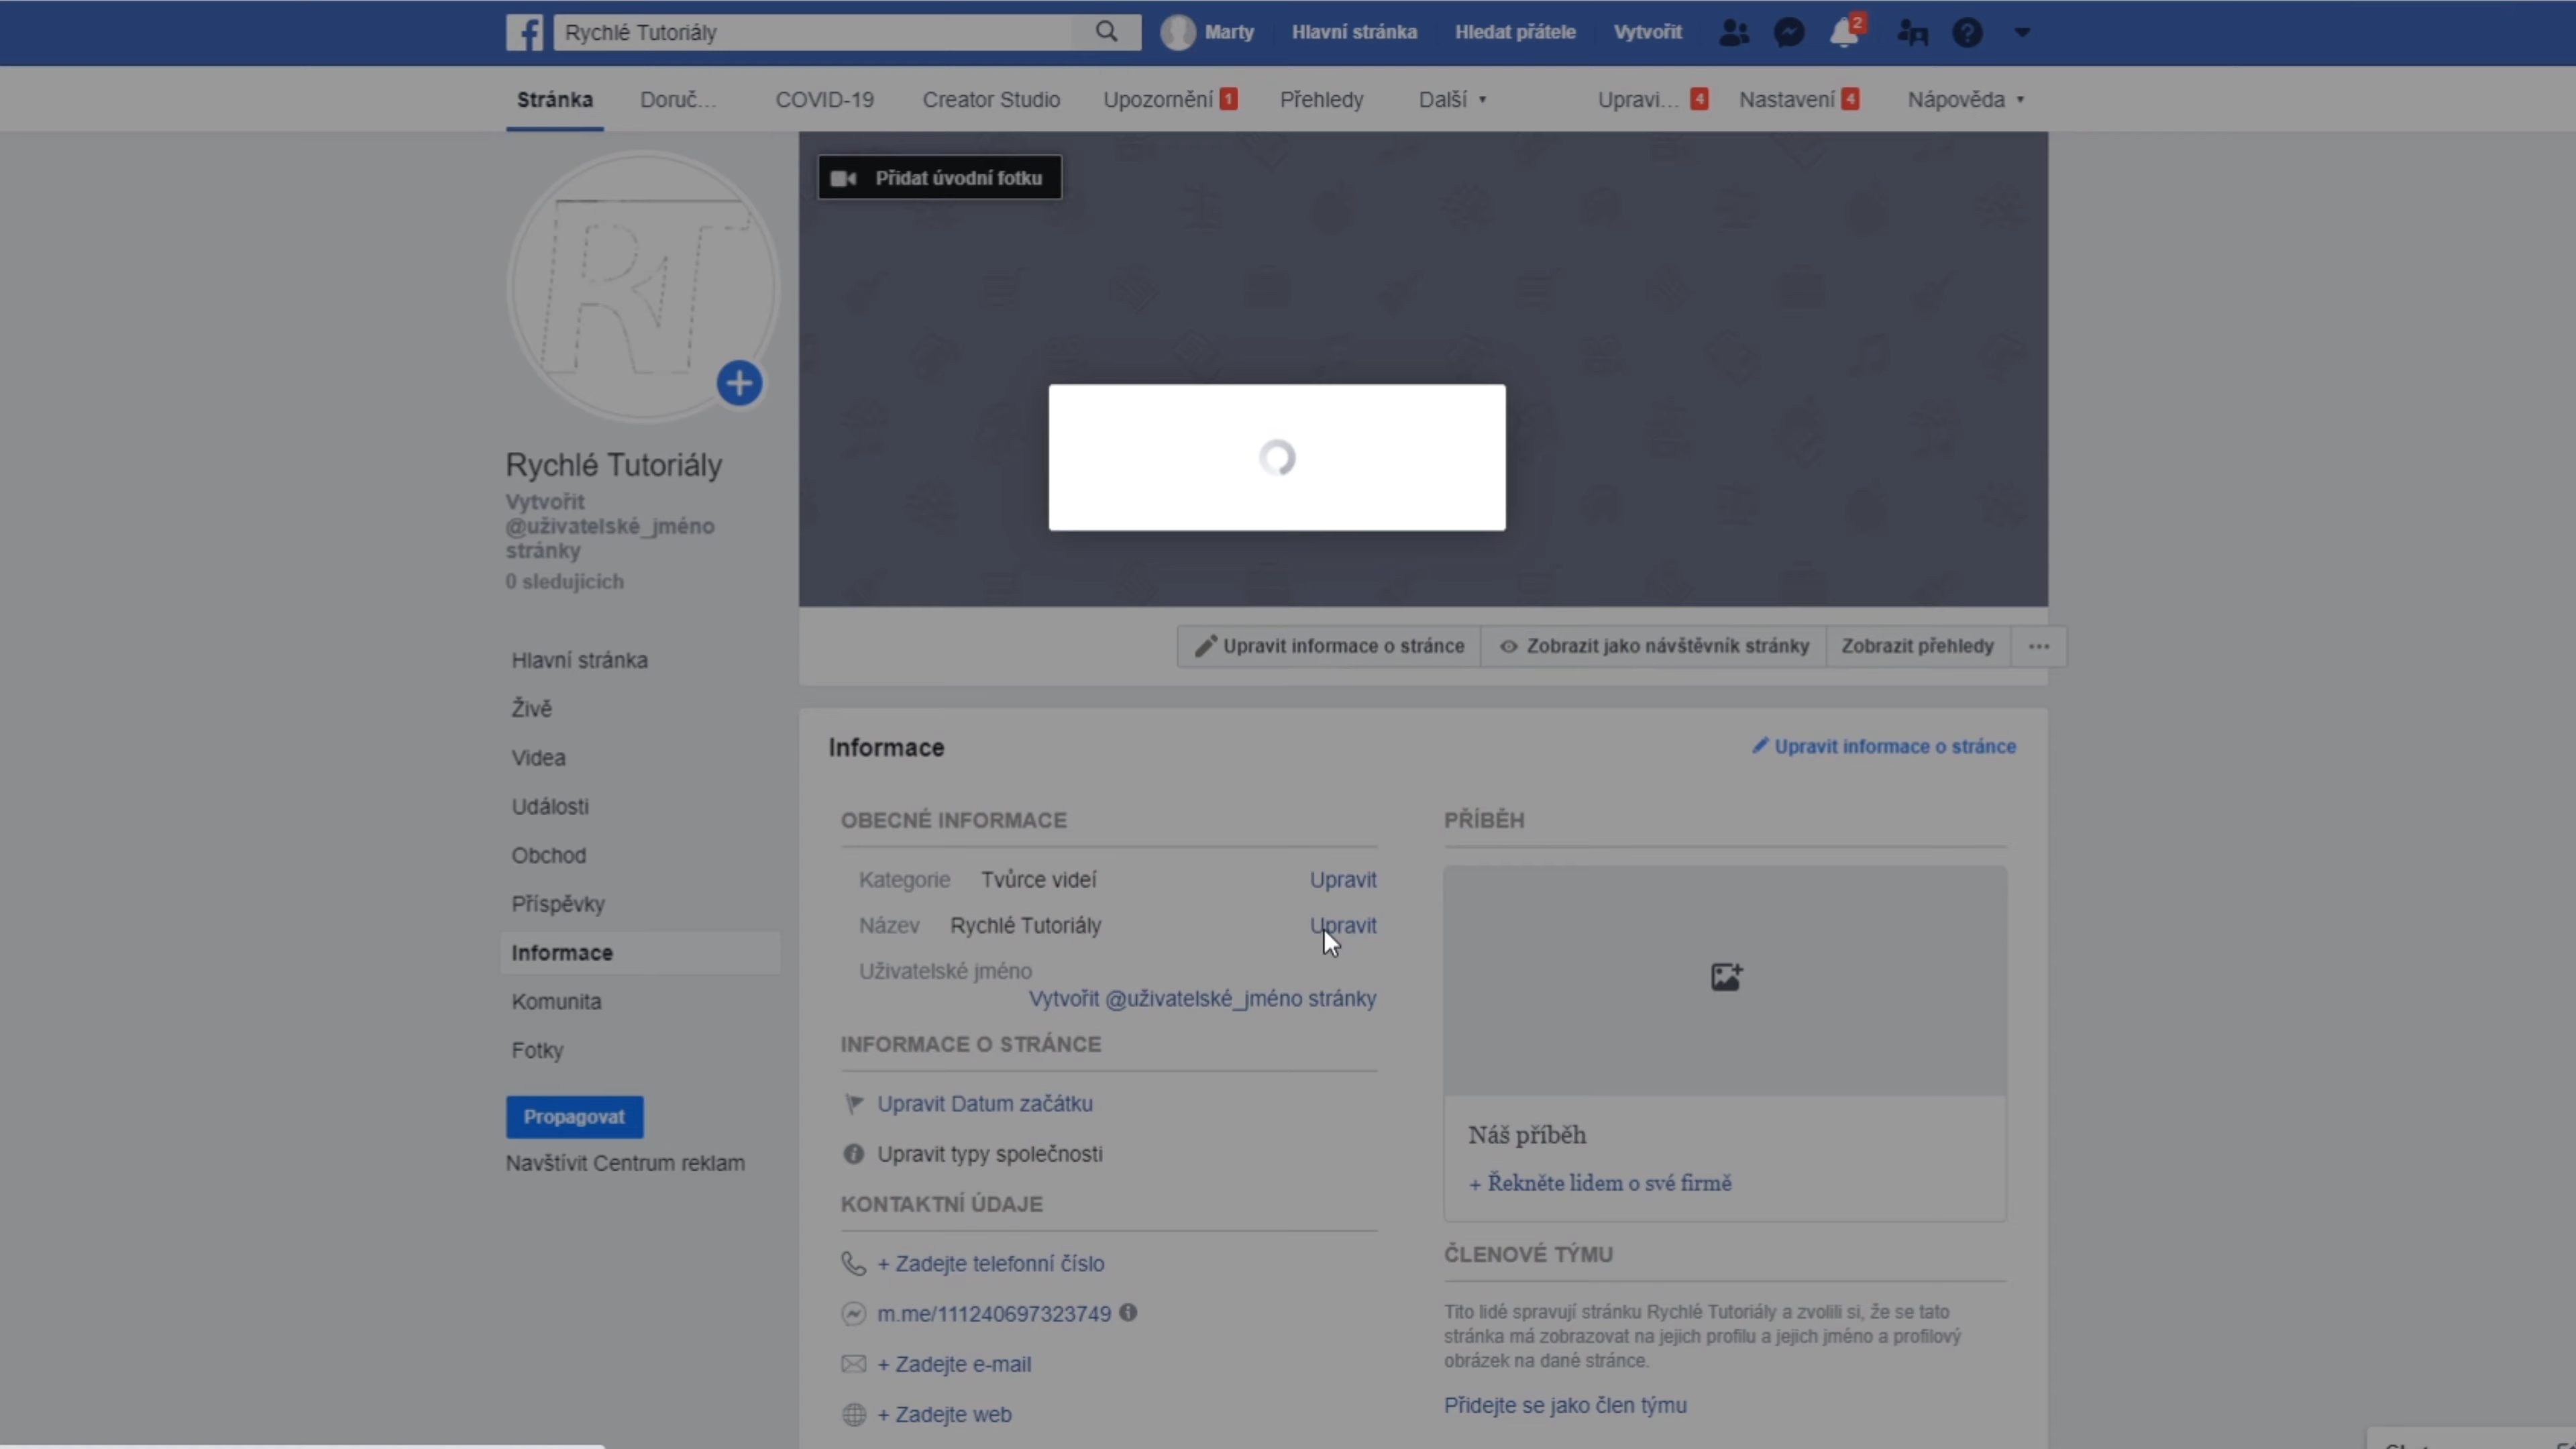 Rychlé Tutoriály
Marty
Hlavní stránka
Hledat přátele
Vytvořit
2
Stránka
Doruč...
COVID-19
Creator Studio
Upozornění 1
Přehledy
Další
Upravi... 4
Nastavení 4
Nápověda
Přidat úvodní fotku
RT
Rychlé Tutoriály
Vytvořit
@uživatelské_jméno
stránky
0 sledujících
Upravit informace o stránce
Zobrazit jako návštěvník stránky
Zobrazit přehledy
Hlavní stránka
Živě
Videa
Události
Obchod
Příspěvky
Informace
Komunita
Fotky
Propagovat
Navštívit Centrum reklam
Informace
Upravit informace o stránce
OBECNÉ INFORMACE
Kategorie Tvůrce videí Upravit
Název Rychlé Tutoriály Upravit
Uživatelské jméno
Vytvořit @uživatelské_jméno stránky
INFORMACE O STRÁNCE
Upravit Datum začátku
Upravit typy společnosti
KONTAKTNÍ ÚDAJE
+ Zadejte telefonní číslo
m.me/111240697323749
+ Zadejte e-mail
+ Zadejte web
PŘÍBĚH
Náš příběh
+ Řekněte lidem o své firmě
ČLENOVÉ TÝMU
Tito lidé spravují stránku Rychlé Tutoriály a zvolili si, že se tato
stránka má zobrazovat na jejich profilu a jejich jméno a profilový
obrázek na dané stránce.
Přidejte se jako člen týmu